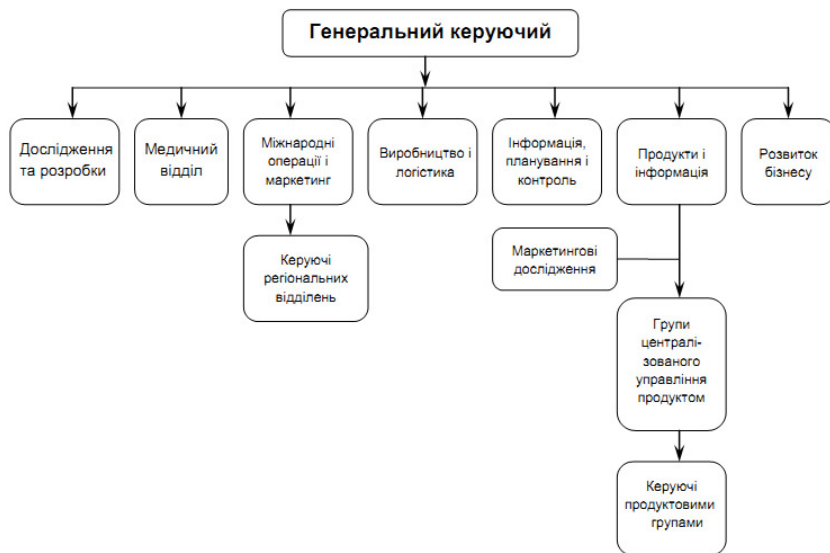 Генеральний керуючий
Дослідження
та розробки
Медичний
відділ
Міжнародні
операції і
маркетинг
Виробництво і
логістика
Інформація,
планування і
контроль
Продукти і
інформація
Розвиток
бізнесу
Керуючі
регіональних
відділень
Маркетингові
дослідження
Групи
централі-
зованого
управління
продуктом
Керуючі
продуктовими
групами